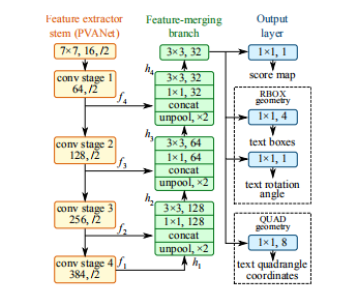 Feature extractor
stem (PVANet)
7×7, 16, /2
conv stage 1
64, /2
f4
conv stage 2
128, /2
f3
conv stage 3
256, /2
f2
conv stage 4
384, /2
f1
Feature-merging
branch
3×3, 32
h4
3×3, 32
1×1, 32
concat
unpool, ×2
h3
3×3, 64
1×1, 64
concat
unpool, ×2
h2
3×3, 128
1×1, 128
concat
unpool, ×2
h1
Output
layer
1×1, 1
score map
RBOX
geometry
1×1, 4
text boxes
1×1, 1
text rotation
angle
QUAD
geometry
1×1, 8
text quadrangle
coordinates